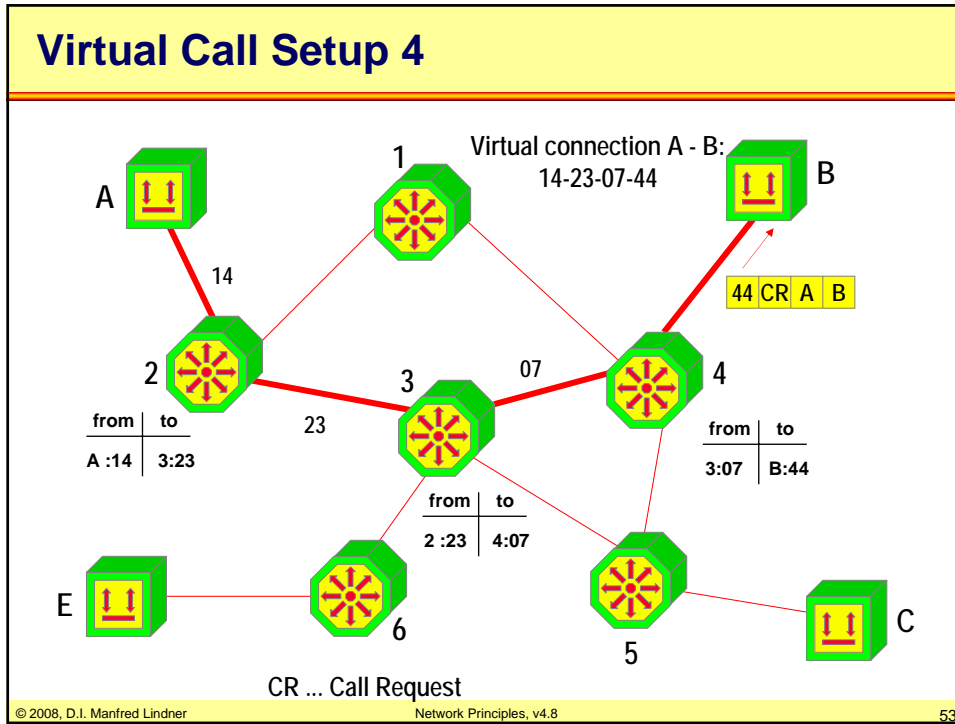 Virtual Call Setup 4
Virtual connection A - B:
14-23-07-44
A
1
B
14
44 CR A B
2
3
07
4
23
from to
A :14 3:23
from to
3:07 B:44
from to
2 :23 4:07
E
6
5
C
CR ... Call Request
© 2008, D.I. Manfred Lindner
Network Principles, v4.8
53